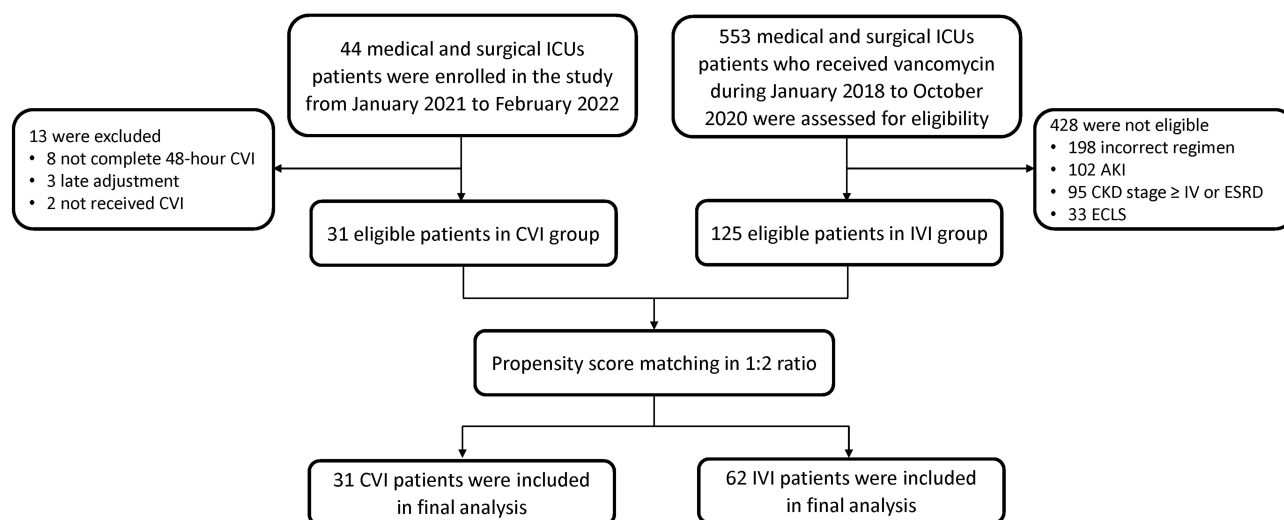 44 medical and surgical ICUs
patients were enrolled in the study
from January 2021 to February 2022
553 medical and surgical ICUs
patients who received vancomycin
during January 2018 to October
2020 were assessed for eligibility
13 were excluded
• 8 not complete 48-hour CVI
• 3 late adjustment
• 2 not received CVI
428 were not eligible
• 198 incorrect regimen
• 102 AKI
• 95 CKD stage ≥ IV or ESRD
• 33 ECLS
31 eligible patients in CVI group
125 eligible patients in IVI group
Propensity score matching in 1:2 ratio
31 CVI patients were included
in final analysis
62 IVI patients were included
in final analysis